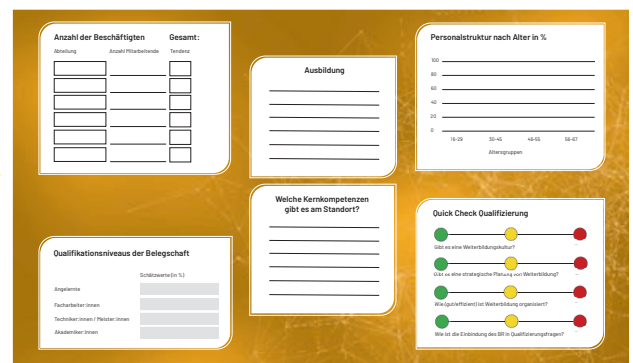 Anzahl der Beschäftigten Gesamt:
Abteilung Anzahl Mitarbeitende Tendenz
Ausbildung
Personalstruktur nach Alter in %
100
80
60
40
20
0
16-29 30-45 46-55 56-67
Altersgruppen
Welche Kernkompetenzen
gibt es am Standort?
Qualifikationsniveaus der Belegschaft
Schätzwerte (in %)
Angelernte
Facharbeiter:innen
Techniker:innen / Meister:innen
Akademiker:innen
Quick Check Qualifizierung
Gibt es eine Weiterbildungskultur?
Gibt es eine strategische Planung von Weiterbildung?
Wie (gut/effizient) ist Weiterbildung organisiert?
Wie ist die Einbindung des BR in Qualifizierungsfragen?